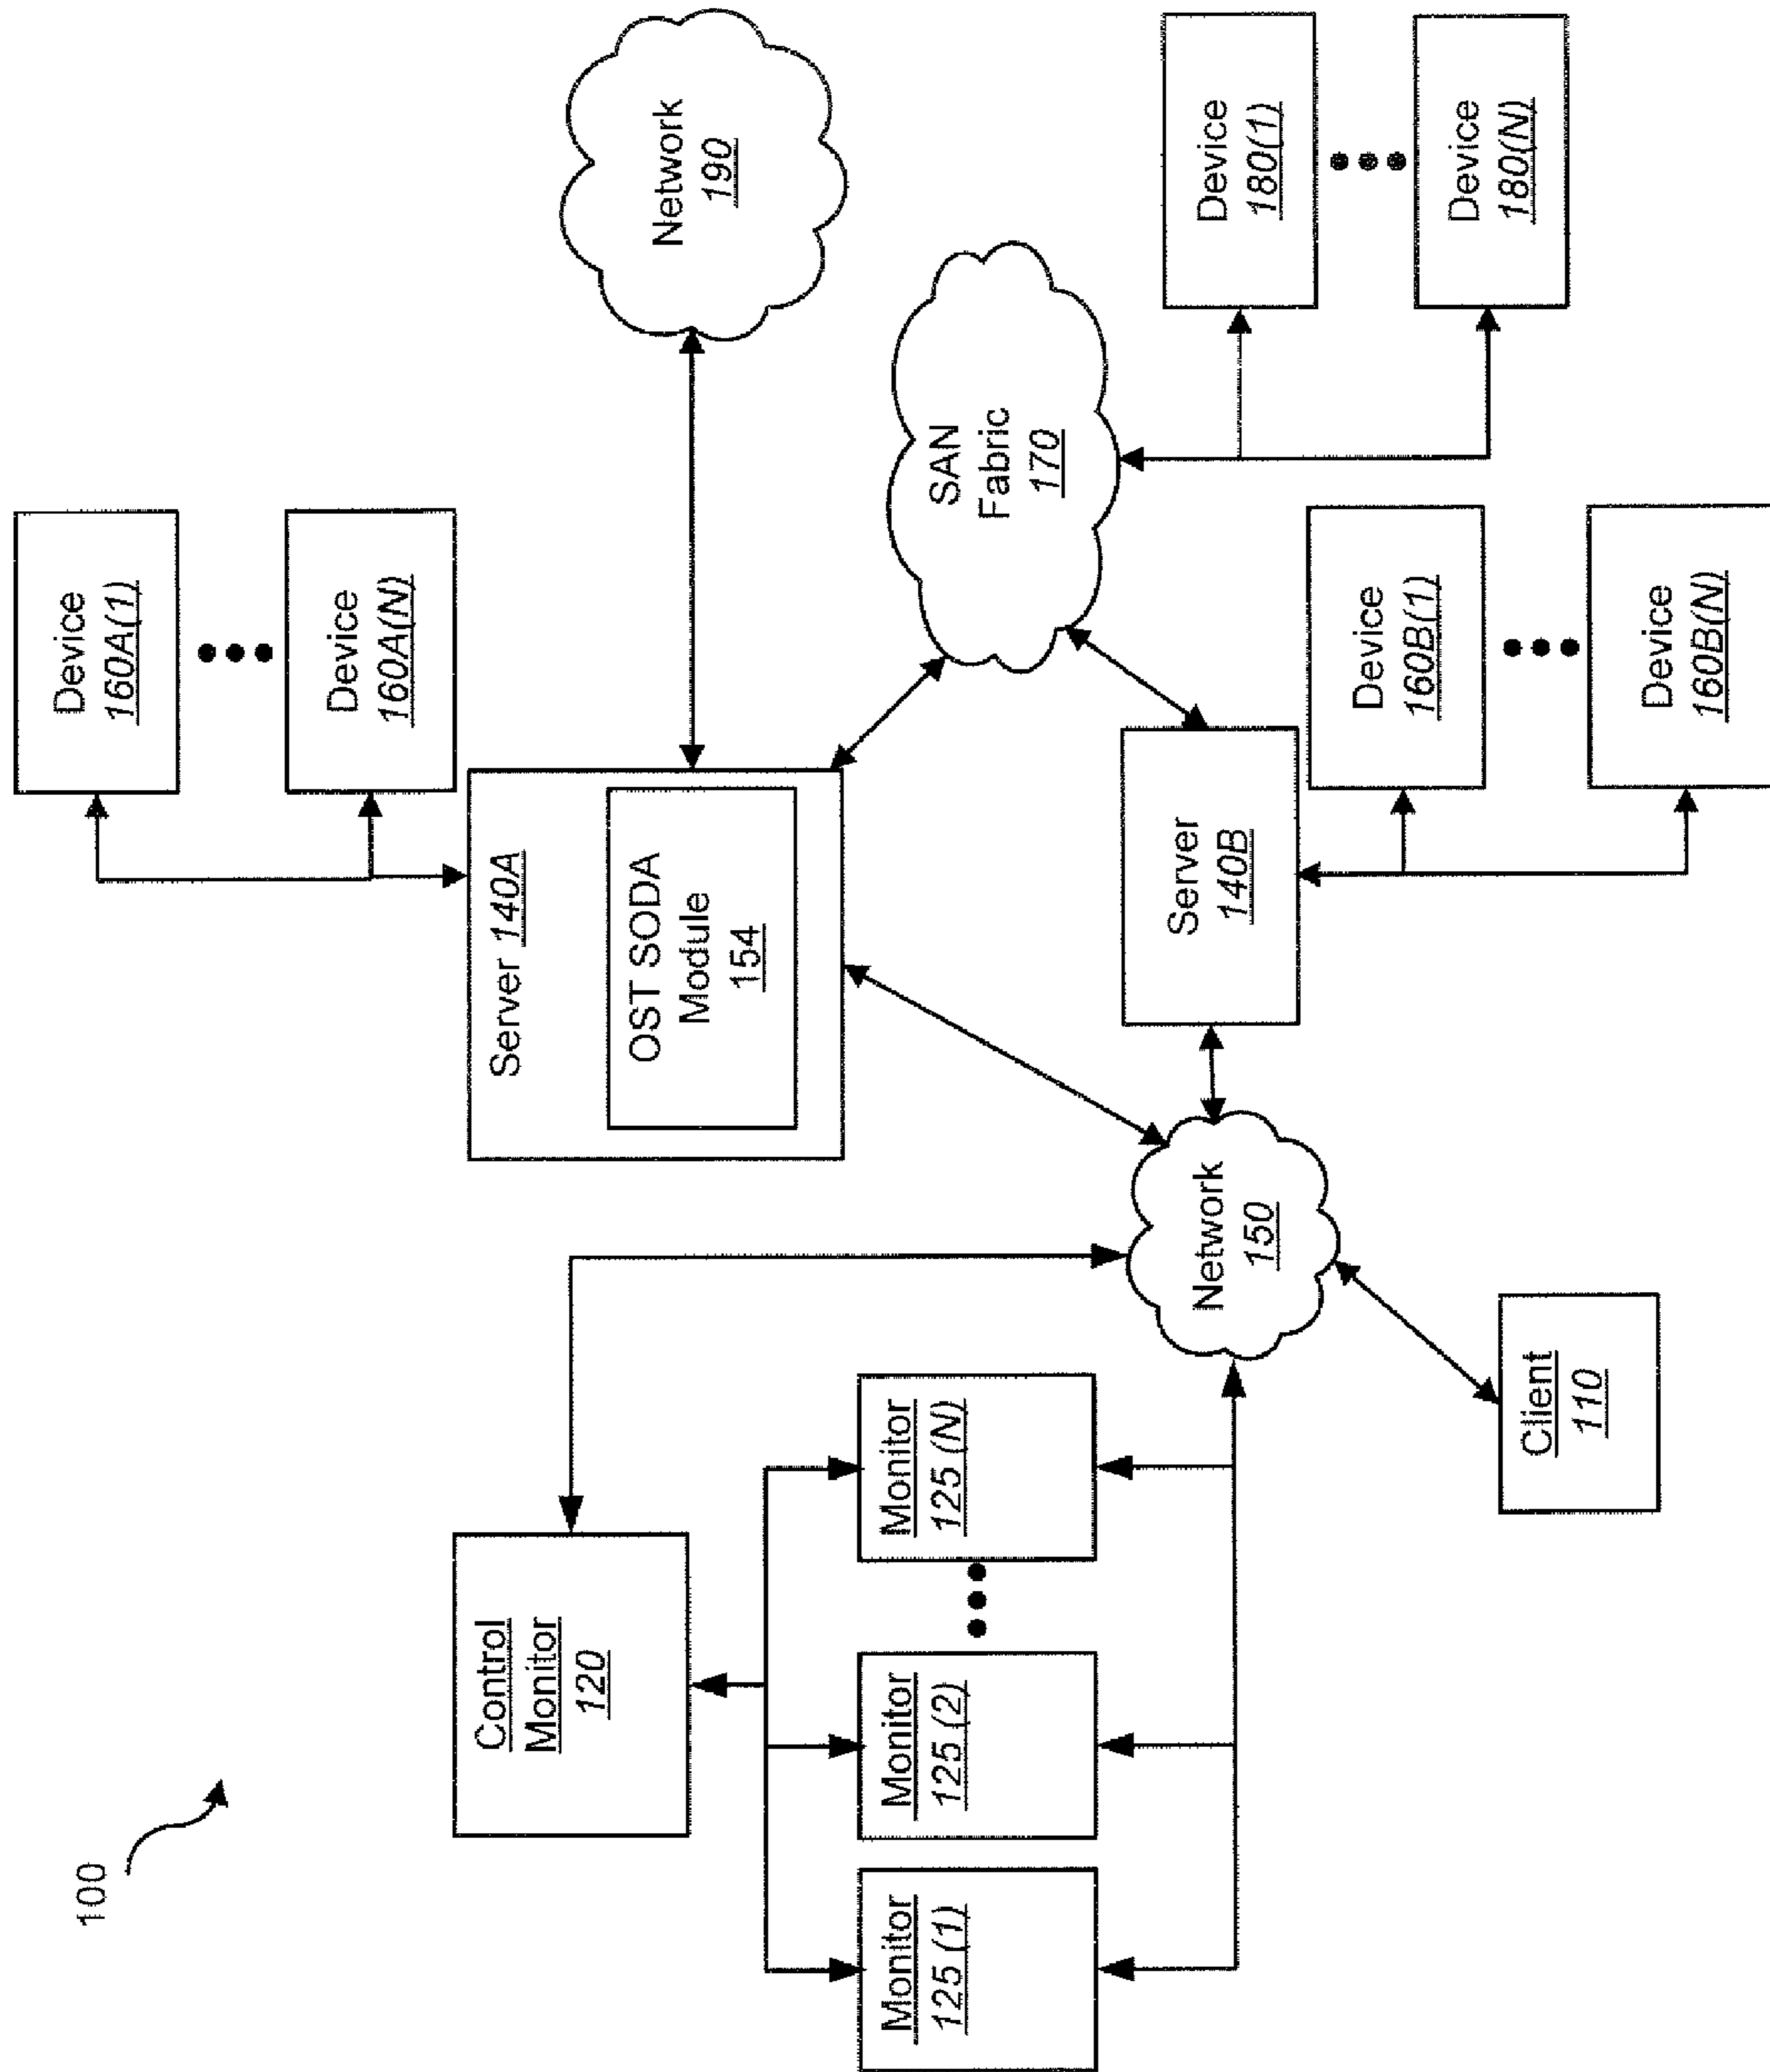 100
Device
160A(1)
Device
160A(N)
Control
Monitor
120
Server 140A
OST SODA
Module
154
Network
190
Monitor
125 (1)
Monitor
125 (2)
Monitor
125 (N)
SAN
Fabric
170
Network
150
Server
140B
Device
180(1)
Device
180(N)
Device
160B(1)
Device
160B(N)
Client
110